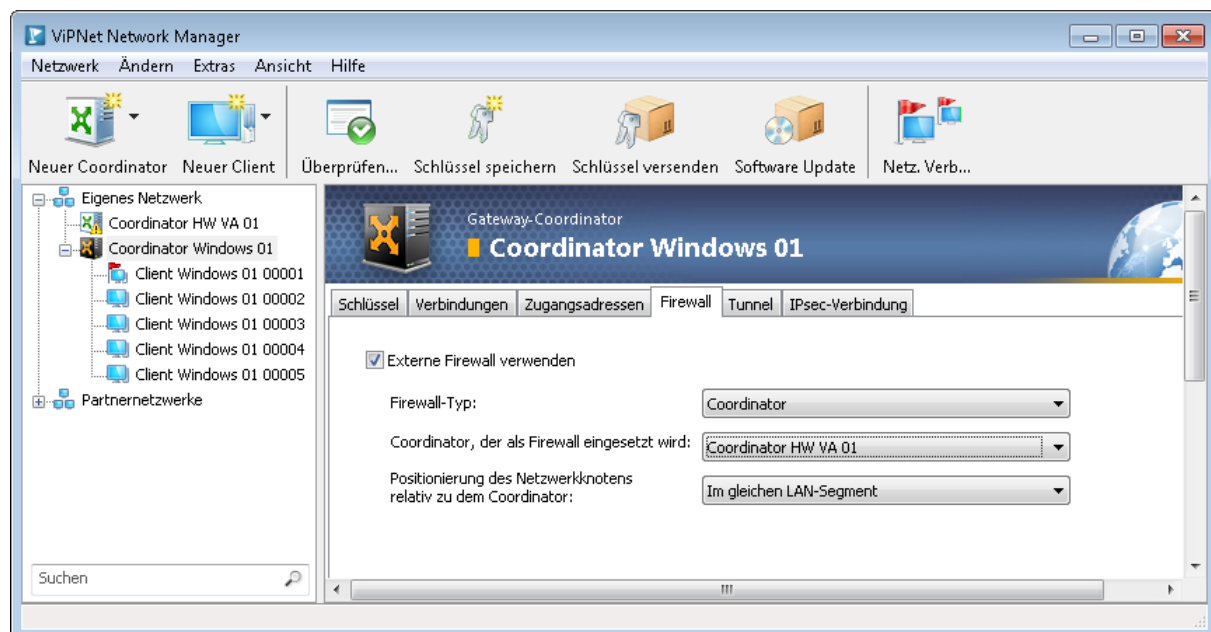 ViPNet Network Manager
Netzwerk Ändern Extras Ansicht Hilfe
Neuer Coordinator Neuer Client Überprüfen... Schlüssel speichern Schlüssel versenden Software Update Netz. Verb...
Eigenes Netzwerk
Coordinator HW VA 01
Coordinator Windows 01
Client Windows 01 00001
Client Windows 01 00002
Client Windows 01 00003
Client Windows 01 00004
Client Windows 01 00005
Partnernetzwerke
Suchen
Gateway-Coordinator
Coordinator Windows 01
Schlüssel Verbindungen Zugangsadressen Firewall Tunnel IPsec-Verbindung
Externe Firewall verwenden
Firewall-Typ: Coordinator
Coordinator, der als Firewall eingesetzt wird: Coordinator HW VA 01
Positionierung des Netzwerkknotens
relativ zu dem Coordinator: Im gleichen LAN-Segment